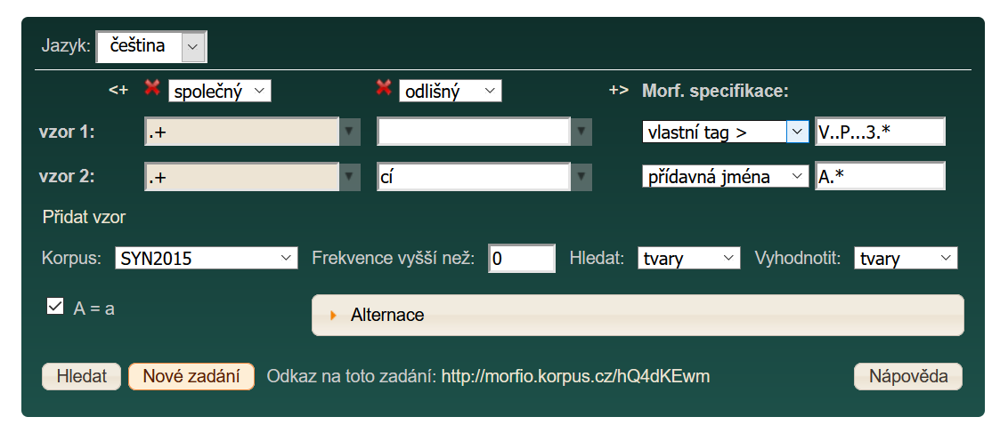 Jazyk: čeština
<+ společný odlišný +> Morf. specifikace:
vzor 1: .+ vlastní tag > V..P...3.*
vzor 2: .+ cí přídavná jména A.*
Přidat vzor
Korpus: SYN2015 Frekvence vyšší než: 0 Hledat: tvary Vyhodnotit: tvary
A = a Alternace
Hledat Nové zadání Odkaz na toto zadání: http://morfio.korpus.cz/hQ4dKEwm Nápověda